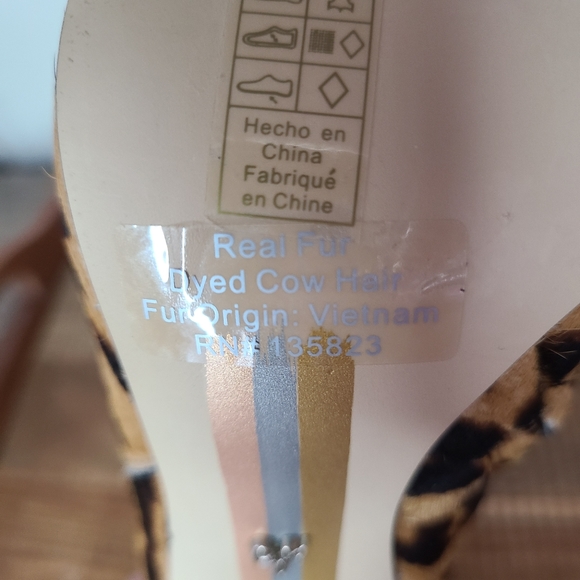 Hecho en
China
Fabriqué
en Chine
Real Fur
Dyed Cow Hair
Fur Origin: Vietnam
RN# 135823